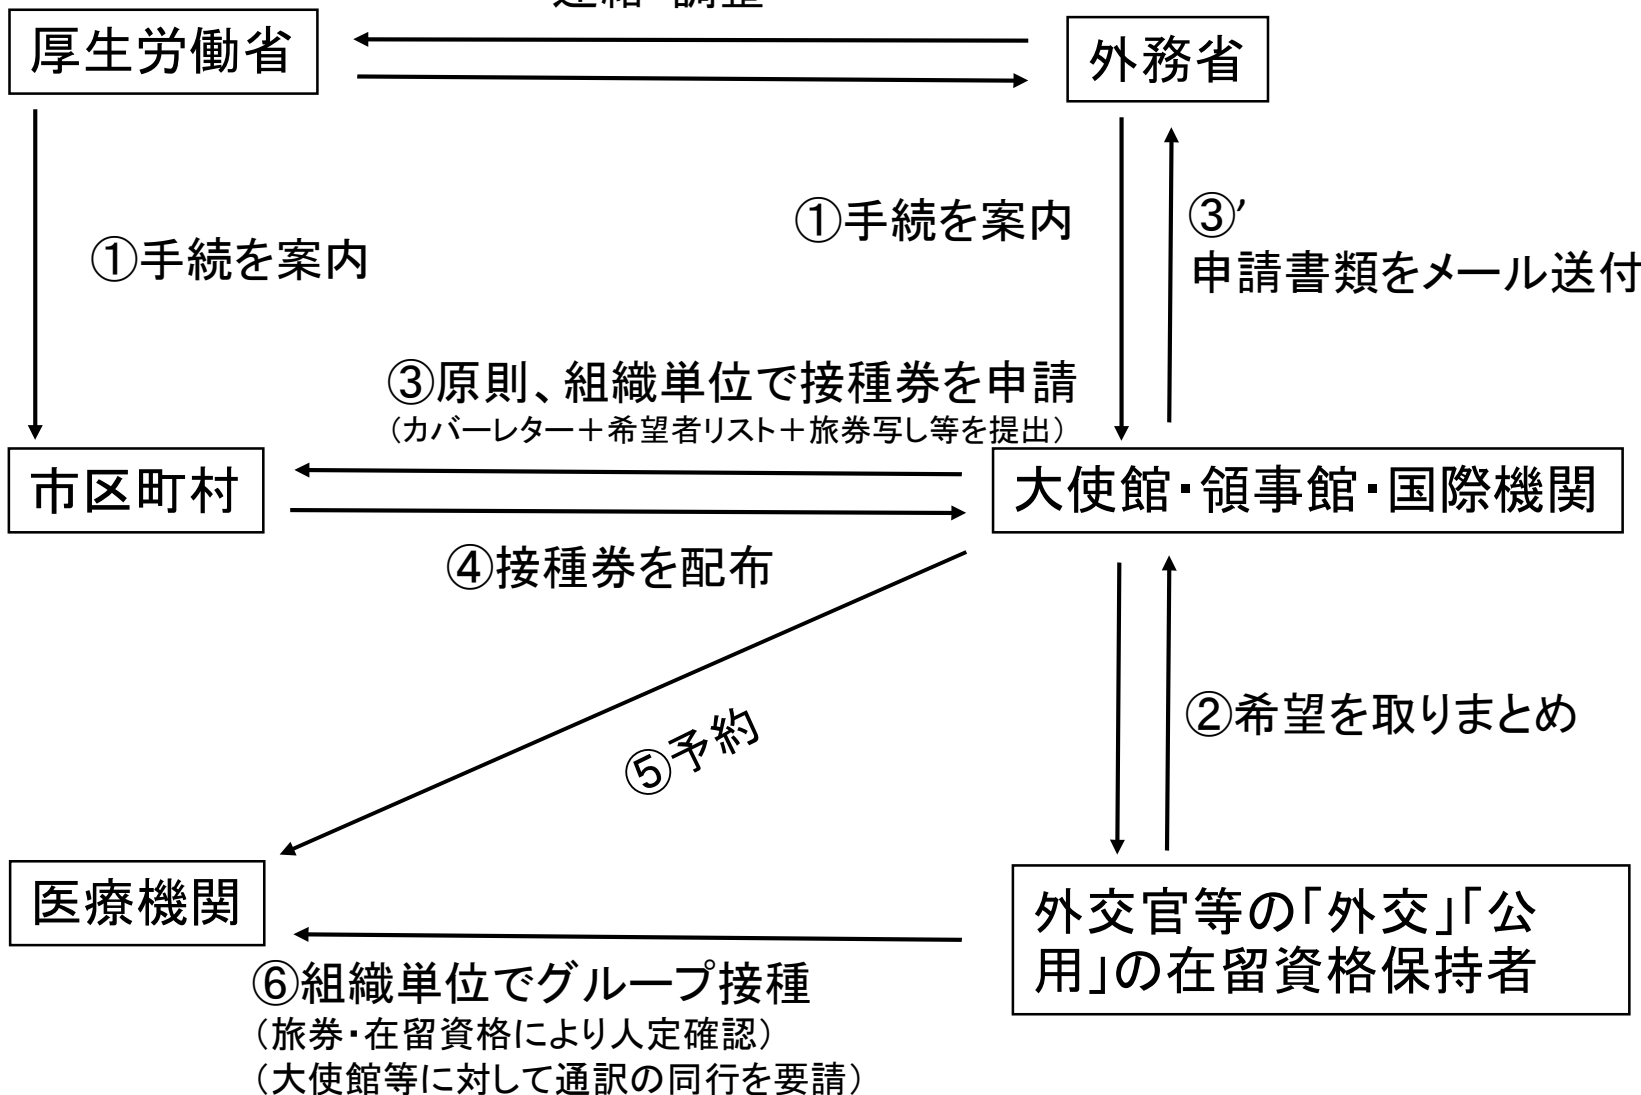 連絡・調整
厚生労働省
外務省
①手続を案内
①手続を案内
③’
申請書類をメール送付
③原則、組織単位で接種券を申請
（カバーレター＋希望者リスト＋旅券写し等を提出）
市区町村
大使館・領事館・国際機関
④接種券を配布
②希望を取りまとめ
⑤予約
医療機関
外交官等の「外交」「公
用」の在留資格保持者
⑥組織単位でグループ接種
（旅券・在留資格により人定確認）
（大使館等に対して通訳の同行を要請）